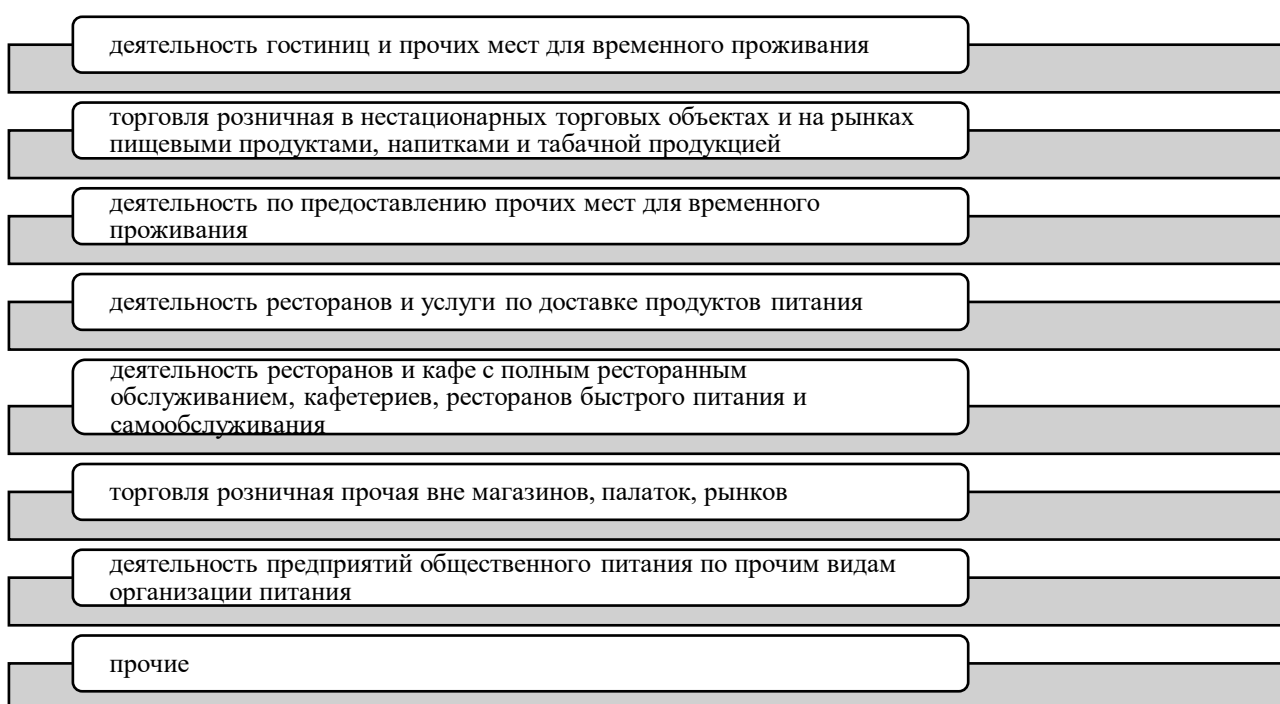 деятельность гостиниц и прочих мест для временного проживания
торговля розничная в нестационарных торговых объектах и на рынках
пищевыми продуктами, напитками и табачной продукцией
деятельность по предоставлению прочих мест для временного
проживания
деятельность ресторанов и услуги по доставке продуктов питания
деятельность ресторанов и кафе с полным ресторанным
обслуживанием, кафетериев, ресторанов быстрого питания и
самообслуживания
торговля розничная прочая вне магазинов, палаток, рынков
деятельность предприятий общественного питания по прочим видам
организации питания
прочие